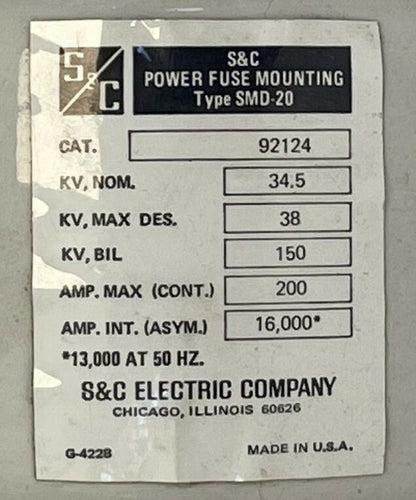 S&C
S&C
POWER FUSE MOUNTING
Type SMD-20
CAT. 92124
KV, NOM. 34.5
KV, MAX DES. 38
KV, BIL 150
AMP. MAX (CONT.) 200
AMP. INT. (ASYM.) 16,000*
*13,000 AT 50 HZ.
S&C ELECTRIC COMPANY
CHICAGO, ILLINOIS 60626
G-4228 MADE IN U.S.A.